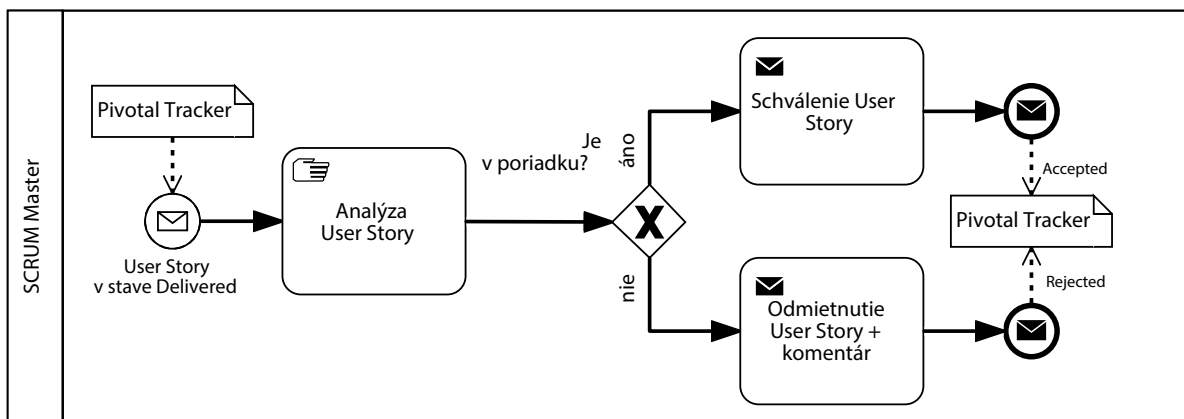 SCRUM Master
Pivotal Tracker
User Story
v stave Delivered
Analýza
User Story
Je
v poriadku?
áno
nie
Schválenie User
Story
Odmietnutie
User Story +
komentár
Accepted
Pivotal Tracker
Rejected